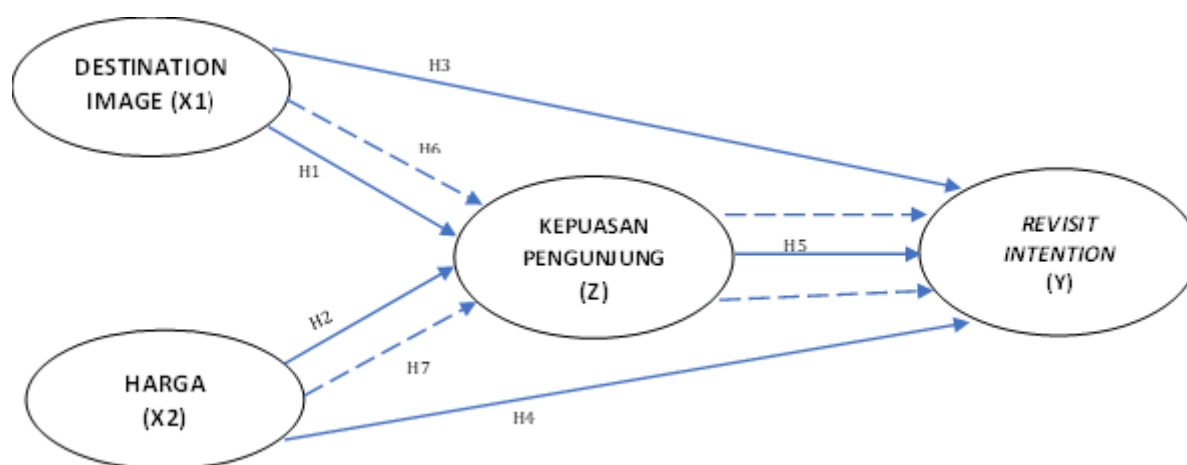 DESTINATION
IMAGE (X1)
H3
H6
H1
KEPUASAN
PENGUNJUNG
(Z)
H5
REVISIT
INTENTION
(Y)
H2
H7
HARGA
(X2)
H4